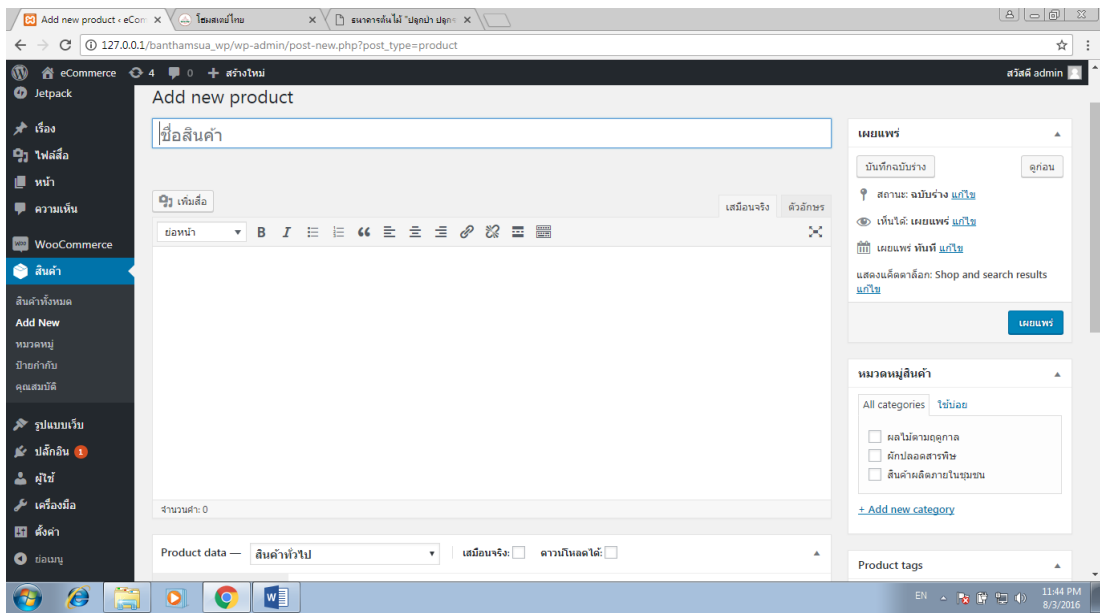 Add new product ‹ eCom
โฮมสเตย์ไทย
ธนาคารต้นไม้ "ปลูกป่า ปลูก
127.0.0.1/banthamsua_wp/wp-admin/post-new.php?post_type=product
eCommerce 4 0 + สร้างใหม่
สวัสดี admin
Jetpack
เรื่อง
ไฟล์สื่อ
หน้า
ความเห็น
WooCommerce
สินค้า
สินค้าทั้งหมด
Add New
หมวดหมู่
ป้ายกำกับ
คุณสมบัติ
รูปแบบเว็บ
ปลั๊กอิน 1
ผู้ใช้
เครื่องมือ
ตั้งค่า
ย่อเมนู
Add new product
ชื่อสินค้า
เพิ่มสื่อ
เสมือนจริง ตัวอักษร
ย่อหน้า B I
จำนวนคำ: 0
Product data — สินค้าทั่วไป เสมือนจริง: ดาวน์โหลดได้:
เผยแพร่
บันทึกฉบับร่าง ดูก่อน
สถานะ: ฉบับร่าง แก้ไข
เห็นได้: เผยแพร่ แก้ไข
เผยแพร่ ทันที แก้ไข
แสดงแค็ตตาล็อก: Shop and search results
แก้ไข
เผยแพร่
หมวดหมู่สินค้า
All categories ใช้บ่อย
ผลไม้ตามฤดูกาล
ผักปลอดสารพิษ
สินค้าผลิตภายในชุมชน
+ Add new category
Product tags
EN 11:44 PM
8/3/2016